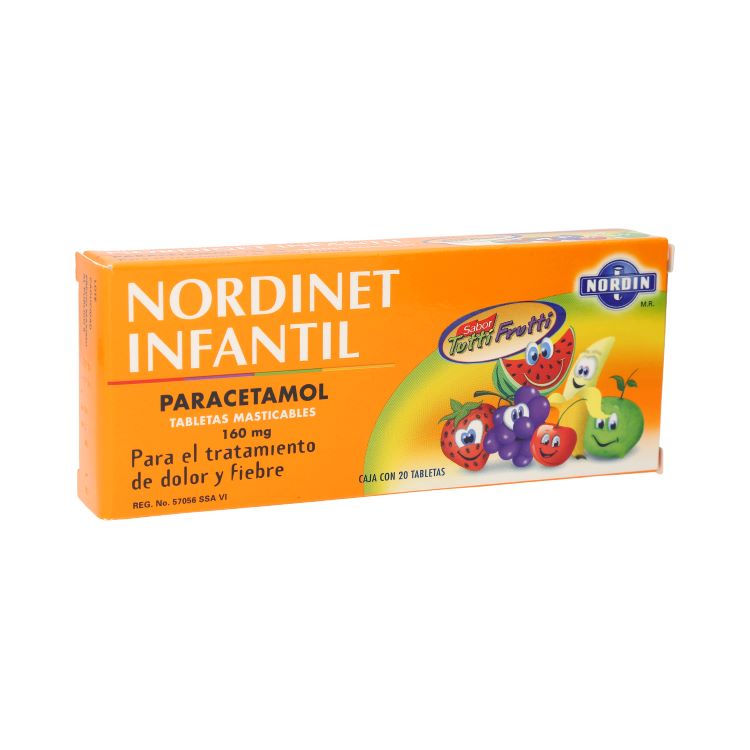 NORDINET
INFANTIL
PARACETAMOL
TABLETAS MASTICABLES
160 mg
Para el tratamiento
de dolor y fiebre
REG. No. 57056 SSA VI
Sabor
Tutti Frutti
NORDIN
M.R.
CAJA CON 20 TABLETAS